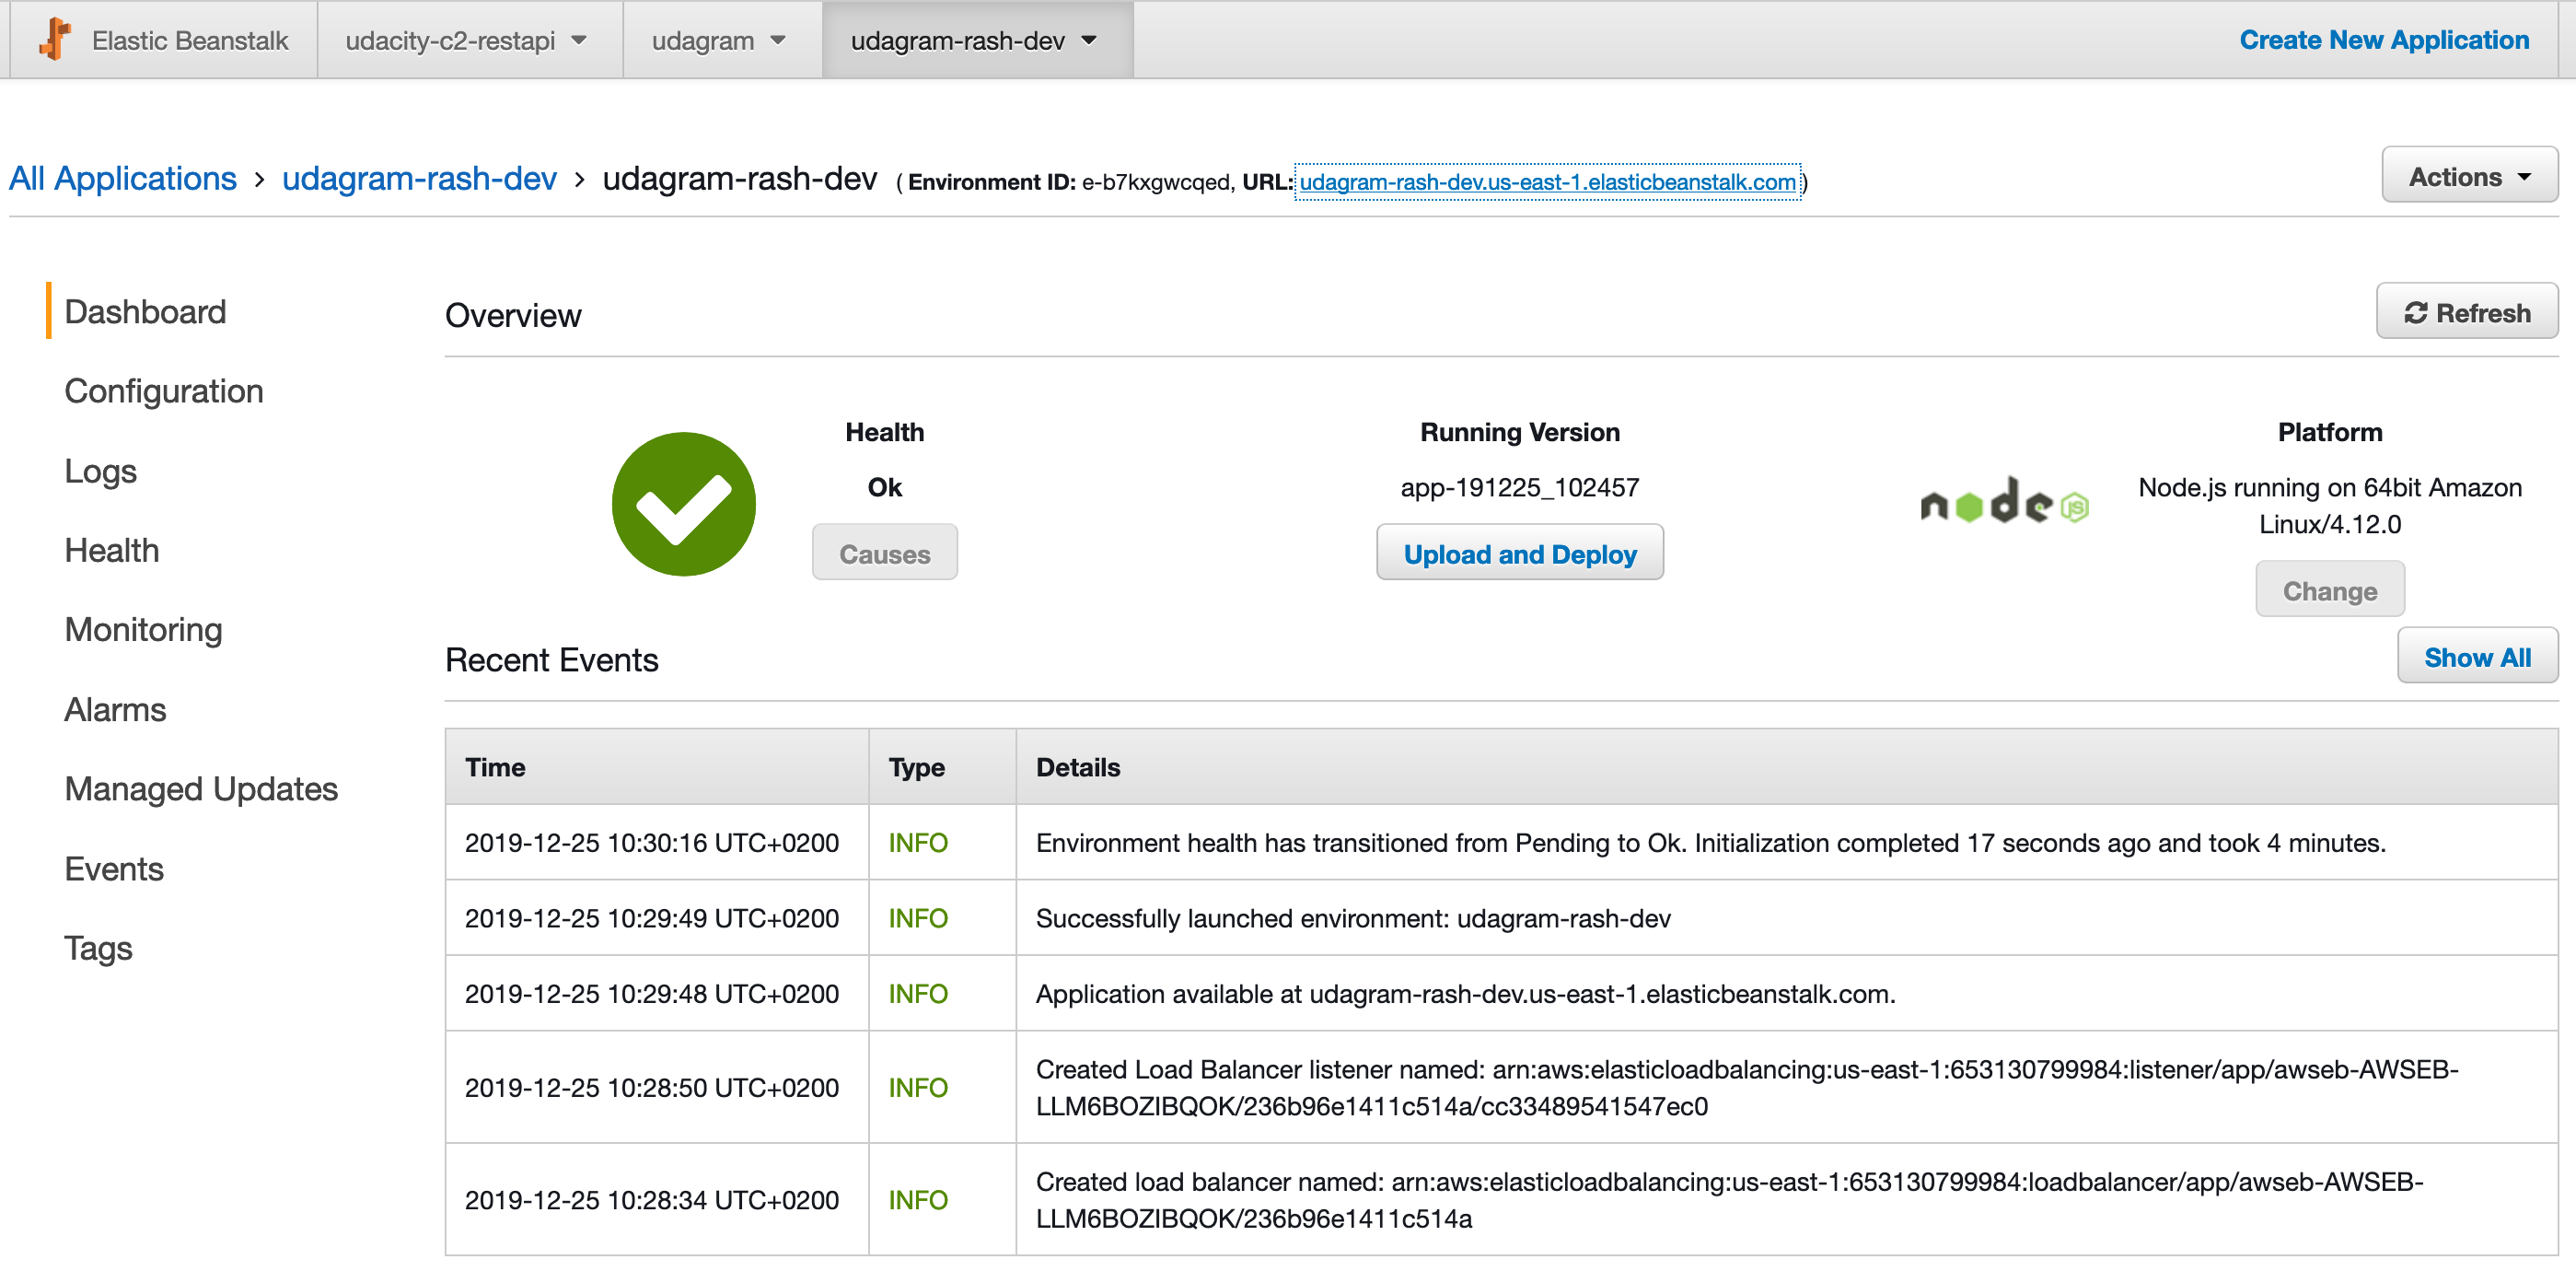 Elastic Beanstalk udacity-c2-restapi udagram udagram-rash-dev Create New Application
All Applications › udagram-rash-dev › udagram-rash-dev ( Environment ID: e-b7kxgwcqed, URL: udagram-rash-dev.us-east-1.elasticbeanstalk.com)
Actions
Dashboard
Configuration
Logs
Health
Monitoring
Alarms
Managed Updates
Events
Tags
Overview
Refresh
Health
Ok
Causes
Running Version
app-191225_102457
Upload and Deploy
node JS
Platform
Node.js running on 64bit Amazon
Linux/4.12.0
Change
Recent Events
Show All
Time Type Details
2019-12-25 10:30:16 UTC+0200 INFO Environment health has transitioned from Pending to Ok. Initialization completed 17 seconds ago and took 4 minutes.
2019-12-25 10:29:49 UTC+0200 INFO Successfully launched environment: udagram-rash-dev
2019-12-25 10:29:48 UTC+0200 INFO Application available at udagram-rash-dev.us-east-1.elasticbeanstalk.com.
2019-12-25 10:28:50 UTC+0200 INFO Created Load Balancer listener named: arn:aws:elasticloadbalancing:us-east-1:653130799984:listener/app/awseb-AWSEB-
LLM6BOZIBQOK/236b96e1411c514a/cc33489541547ec0
2019-12-25 10:28:34 UTC+0200 INFO Created load balancer named: arn:aws:elasticloadbalancing:us-east-1:653130799984:loadbalancer/app/awseb-AWSEB-
LLM6BOZIBQOK/236b96e1411c514a